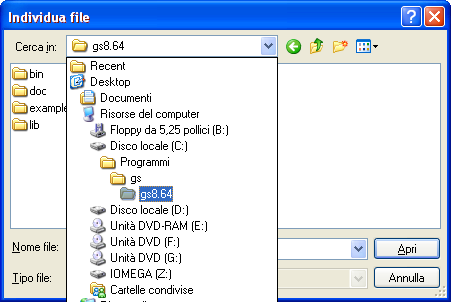 Individua file
Cerca in: gs8.64
bin
doc
example
lib
Recent
Desktop
Documenti
Risorse del computer
Floppy da 5,25 pollici (B:)
Disco locale (C:)
Programmi
gs
gs8.64
Disco locale (D:)
Unità DVD-RAM (E:)
Unità DVD (F:)
Unità DVD (G:)
IOMEGA (Z:)
Cartelle condivise
Nome file:
Apri
Tipo file:
Annulla